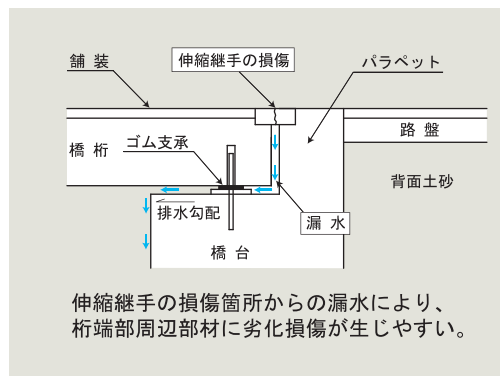 舗装
伸縮継手の損傷
パラペット
路盤
橋桁
ゴム支承
背面土砂
排水勾配
漏水
橋台
伸縮継手の損傷箇所からの漏水により、
桁端部周辺部材に劣化損傷が生じやすい。